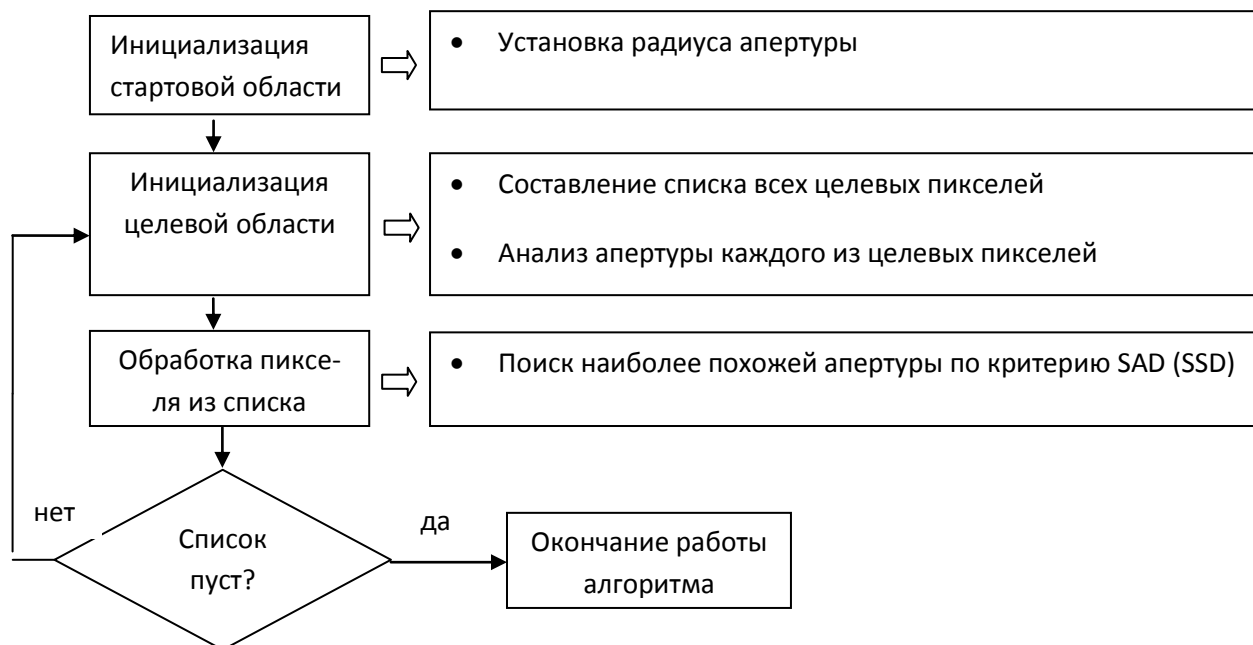 Инициализация
стартовой области
• Установка радиуса апертуры
Инициализация
целевой области
• Составление списка всех целевых пикселей
• Анализ апертуры каждого из целевых пикселей
Обработка пиксе-
ля из списка
• Поиск наиболее похожей апертуры по критерию SAD (SSD)
нет
Список
пуст?
да
Окончание работы
алгоритма